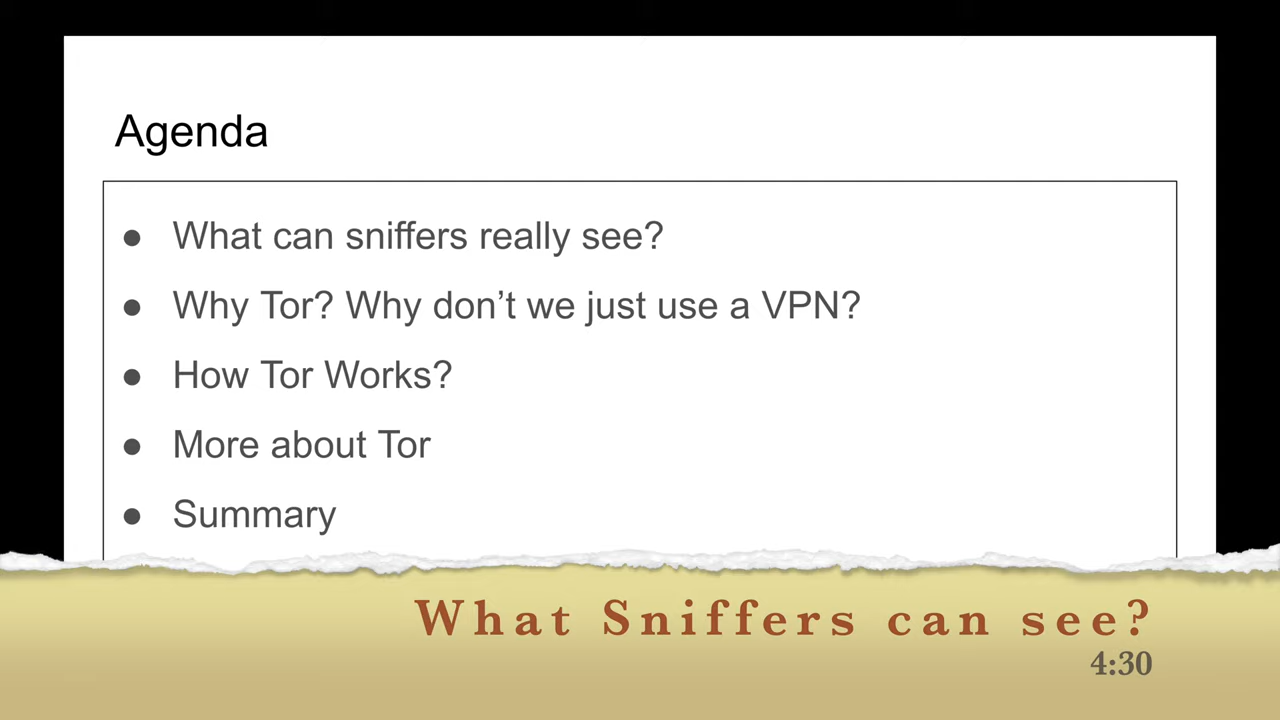 Agenda
● What can sniffers really see?
● Why Tor? Why don’t we just use a VPN?
● How Tor Works?
● More about Tor
● Summary
What Sniffers can see?
4:30